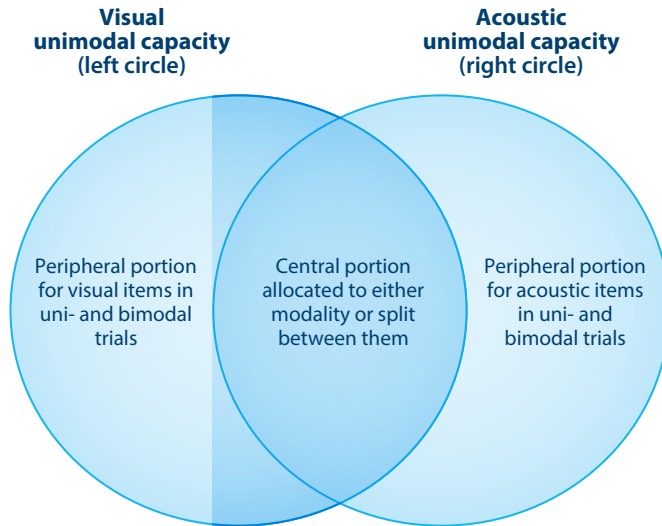 Visual
unimodal capacity
(left circle)
Acoustic
unimodal capacity
(right circle)
Peripheral portion
for visual items in
uni- and bimodal
trials
Central portion
allocated to either
modality or split
between them
Peripheral portion
for acoustic items
in uni- and
bimodal trials